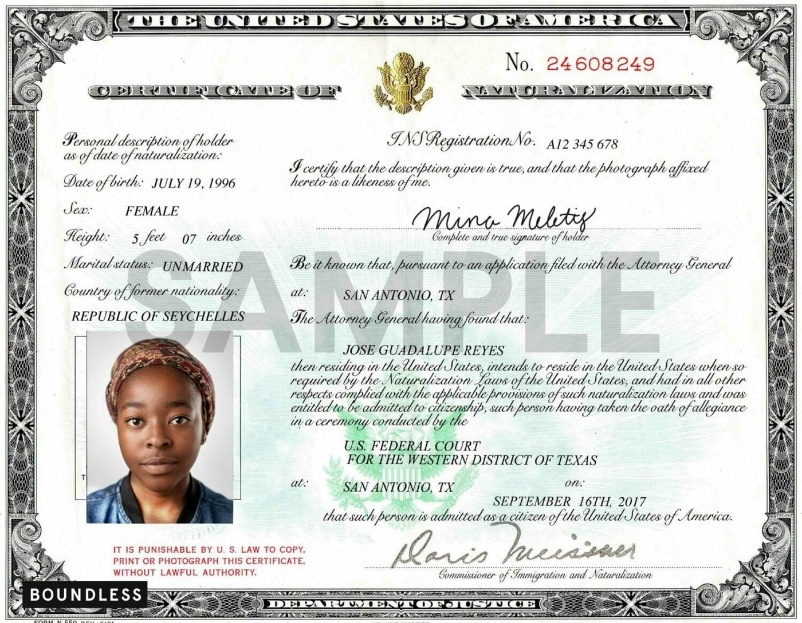 THE UNITED STATES OF AMERICA
No. 24608249
CERTIFICATE OF NATURALIZATION
Personal description of holder
as of date of naturalization:
Date of birth: JULY 19, 1996
Sex: FEMALE
Height: 5 feet 07 inches
Marital status: UNMARRIED
Country of former nationality:
REPUBLIC OF SEYCHELLES
INS Registration No. A12 345 678
I certify that the description given is true, and that the photograph affixed
hereto is a likeness of me.
Mina Meletiy
Complete and true signature of holder
Be it known that, pursuant to an application filed with the Attorney General
at: SAN ANTONIO, TX
The Attorney General having found that:
JOSE GUADALUPE REYES
then residing in the United States, intends to reside in the United States when so
required by the Naturalization Laws of the United States, and had in all other
respects complied with the applicable provisions of such naturalization laws and was
entitled to be admitted to citizenship, such person having taken the oath of allegiance
in a ceremony conducted by the
U.S. FEDERAL COURT
FOR THE WESTERN DISTRICT OF TEXAS
at: SAN ANTONIO, TX on:
SEPTEMBER 16TH, 2017
that such person is admitted as a citizen of the United States of America.
Doris Meissner
Commissioner of Immigration and Naturalization
SAMPLE
IT IS PUNISHABLE BY U. S. LAW TO COPY,
PRINT OR PHOTOGRAPH THIS CERTIFICATE,
WITHOUT LAWFUL AUTHORITY.
BOUNDLESS
DEPARTMENT OF JUSTICE
FORM N-550 REV.